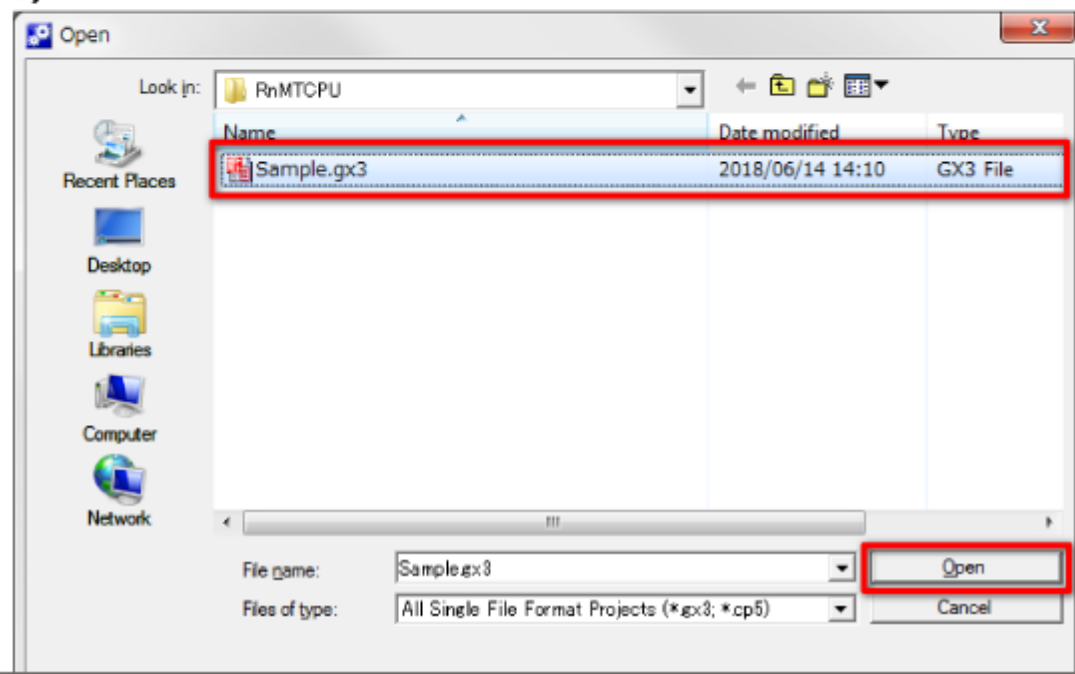 Open
Look in: RnMTCPU
Name Date modified Type
Sample.gx3 2018/06/14 14:10 GX3 File
Recent Places
Desktop
Libraries
Computer
Network
File name: Sample.gx3 Open
Files of type: All Single File Format Projects (*.gx3; *.cp5) Cancel